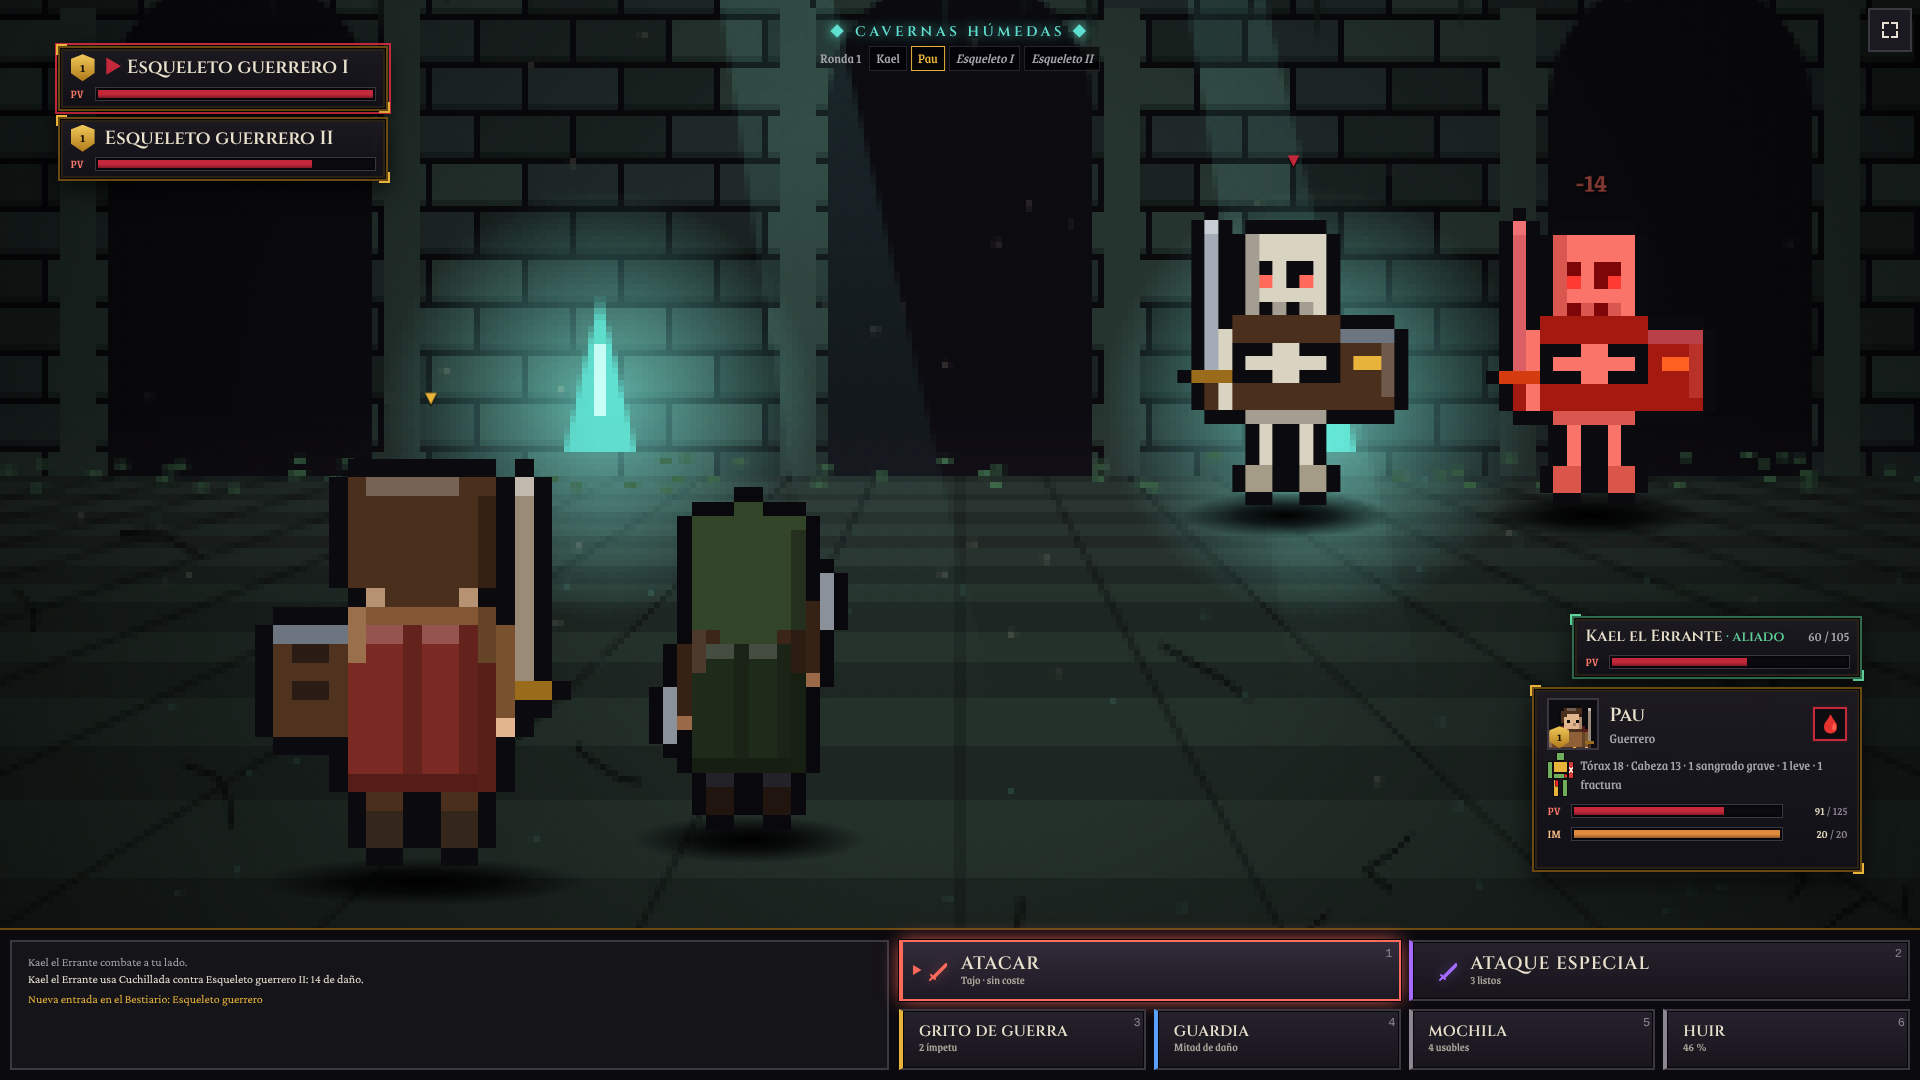 CAVERNAS HÚMEDAS
Ronda 1 Kael Pau Esqueleto I Esqueleto II
1 ESQUELETO GUERRERO I
PV
1 ESQUELETO GUERRERO II
PV
-14
KAEL EL ERRANTE · ALIADO 60 / 105
PV
PAU
1 Guerrero
Tórax 18 · Cabeza 13 · 1 sangrado grave · 1 leve · 1
fractura
PV 91 / 125
IM 20 / 20
Kael el Errante combate a tu lado.
Kael el Errante usa Cuchillada contra Esqueleto guerrero II: 14 de daño.
Nueva entrada en el Bestiario: Esqueleto guerrero
ATACAR 1
Tajo · sin coste
ATAQUE ESPECIAL 2
3 listos
GRITO DE GUERRA 3
2 ímpetu
GUARDIA 4
Mitad de daño
MOCHILA 5
4 usables
HUIR 6
46 %